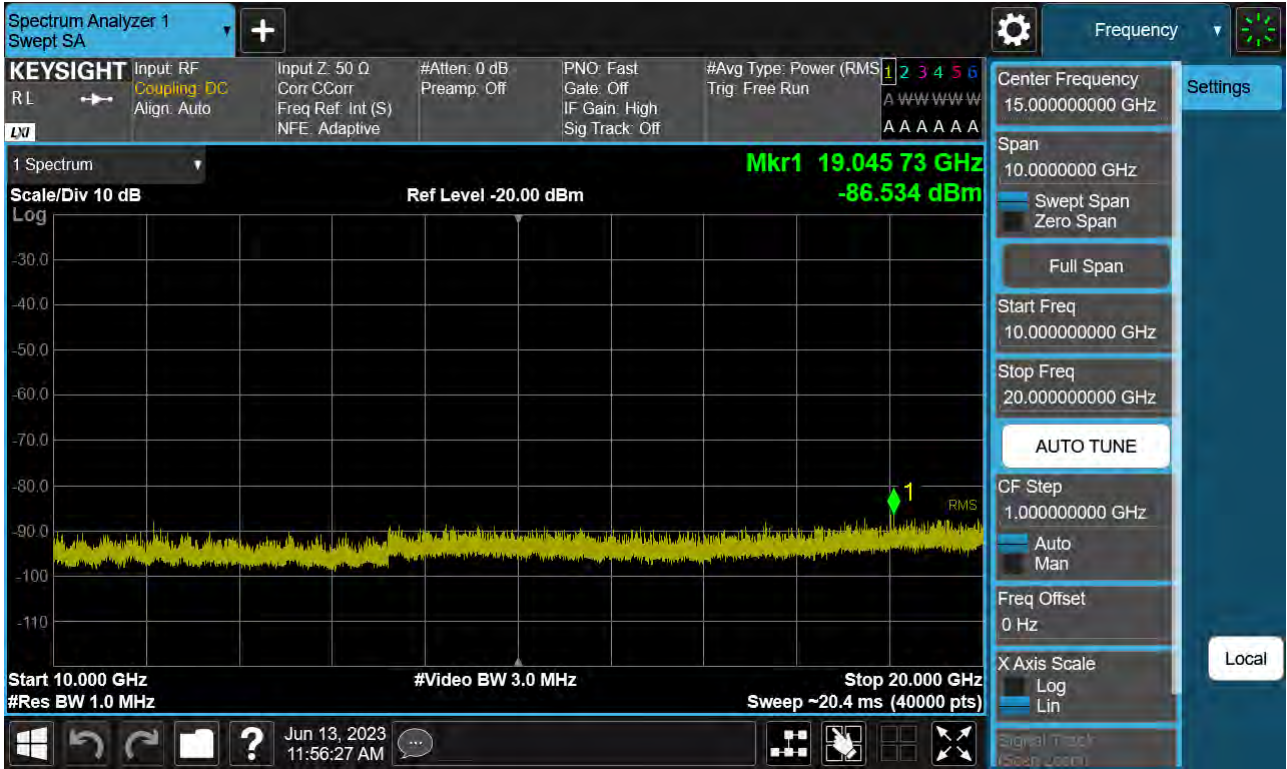 Spectrum Analyzer 1
Swept SA
Frequency
KEYSIGHT
R L
LXI
Input: RF
Coupling: DC
Align: Auto
Input Z: 50 Ω
Corr CCorr
Freq Ref: Int (S)
NFE: Adaptive
#Atten: 0 dB
Preamp: Off
PNO: Fast
Gate: Off
IF Gain: High
Sig Track: Off
#Avg Type: Power (RMS
Trig: Free Run
1 2 3 4 5 6
A W W W W W
A A A A A A
1 Spectrum
Scale/Div 10 dB
Log
Ref Level -20.00 dBm
Mkr1 19.045 73 GHz
-86.534 dBm
-30.0
-40.0
-50.0
-60.0
-70.0
-80.0
-90.0
-100
-110
1
RMS
Start 10.000 GHz
#Res BW 1.0 MHz
#Video BW 3.0 MHz
Stop 20.000 GHz
Sweep ~20.4 ms (40000 pts)
Center Frequency
15.000000000 GHz
Span
10.0000000 GHz
Swept Span
Zero Span
Full Span
Start Freq
10.000000000 GHz
Stop Freq
20.000000000 GHz
AUTO TUNE
CF Step
1.000000000 GHz
Auto
Man
Freq Offset
0 Hz
X Axis Scale
Log
Lin
Signal Track
(Span Zoom)
Settings
Local
?
Jun 13, 2023
11:56:27 AM